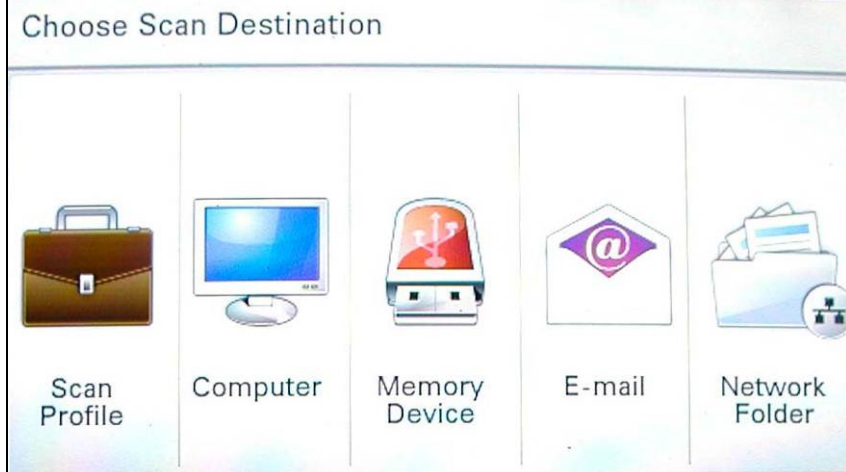 Choose Scan Destination
Scan
Profile
Computer
Memory
Device
E-mail
Network
Folder